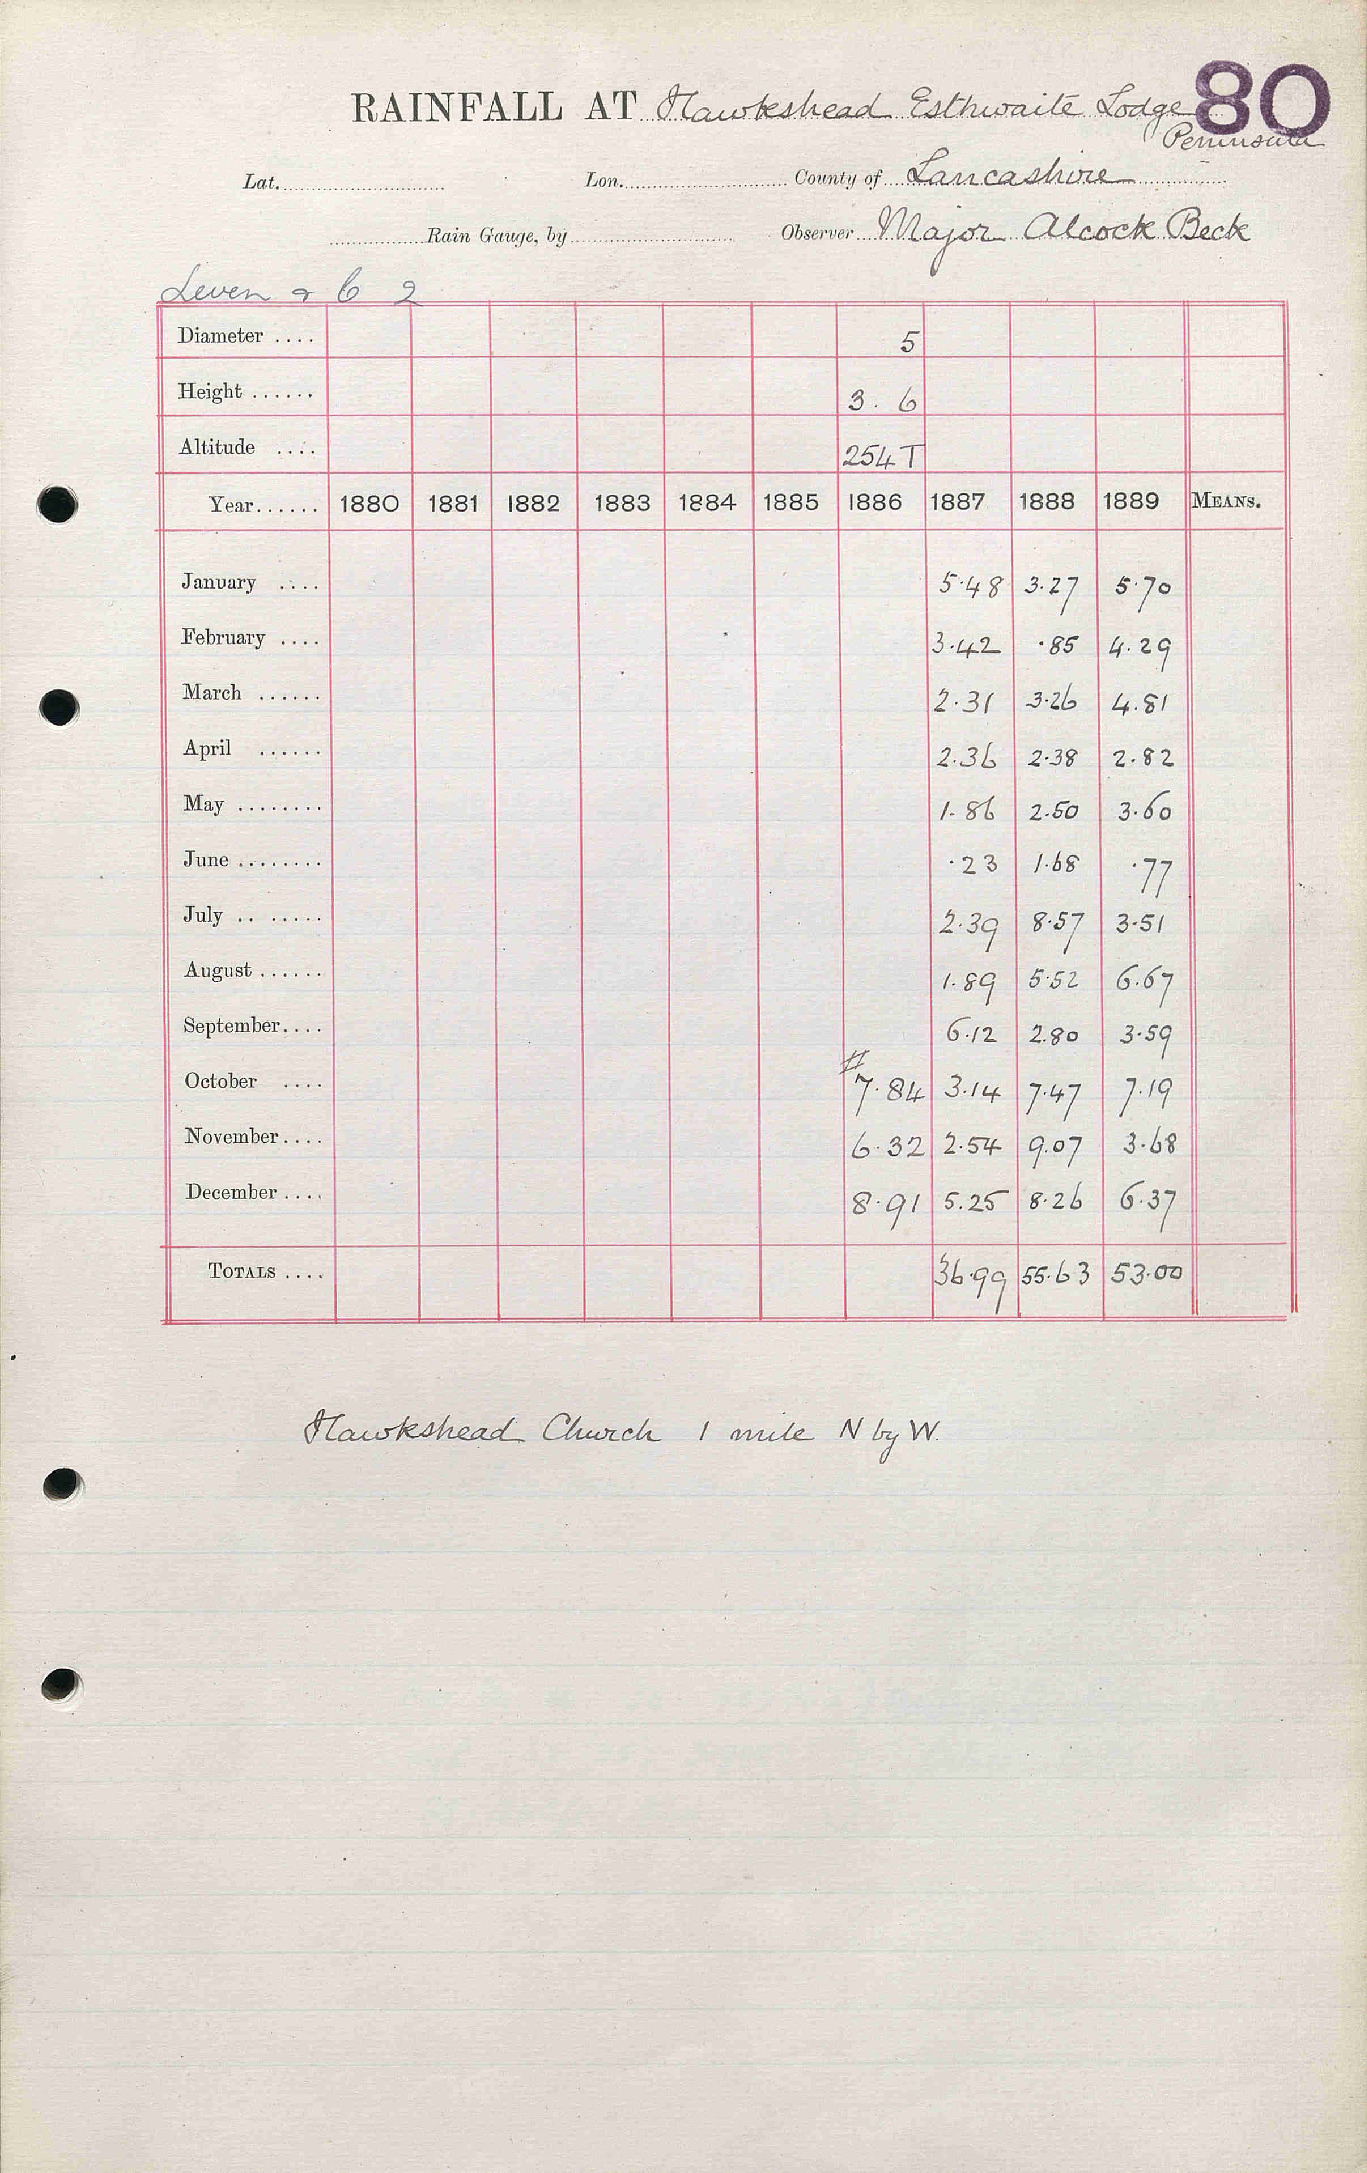 80
RAINFALL AT Hawkshead Esthwaite Lodge
Peninsula
Lat. Lon. County of Lancashire
Rain Gauge, by Observer Major Alcock Beck
Leven & C 2
Diameter .... 5
Height ...... 3. 6
Altitude .... 254 T
Year...... 1880 1881 1882 1883 1884 1885 1886 1887 1888 1889 MEANS.
January .... 5.48 3.27 5.70
February .... 3.42 .85 4.29
March ...... 2.31 3.26 4.81
April ...... 2.36 2.38 2.82
May ........ 1.86 2.50 3.60
June ........ .23 1.68 .77
July .. ..... 2.39 8.57 3.51
August ...... 1.89 5.52 6.67
September.... 6.12 2.80 3.59
October .... # 7.84 3.14 7.47 7.19
November.... 6.32 2.54 9.07 3.68
December .... 8.91 5.25 8.26 6.37
TOTALS .... 36.99 55.63 53.00
Hawkshead Church 1 mile N by W.